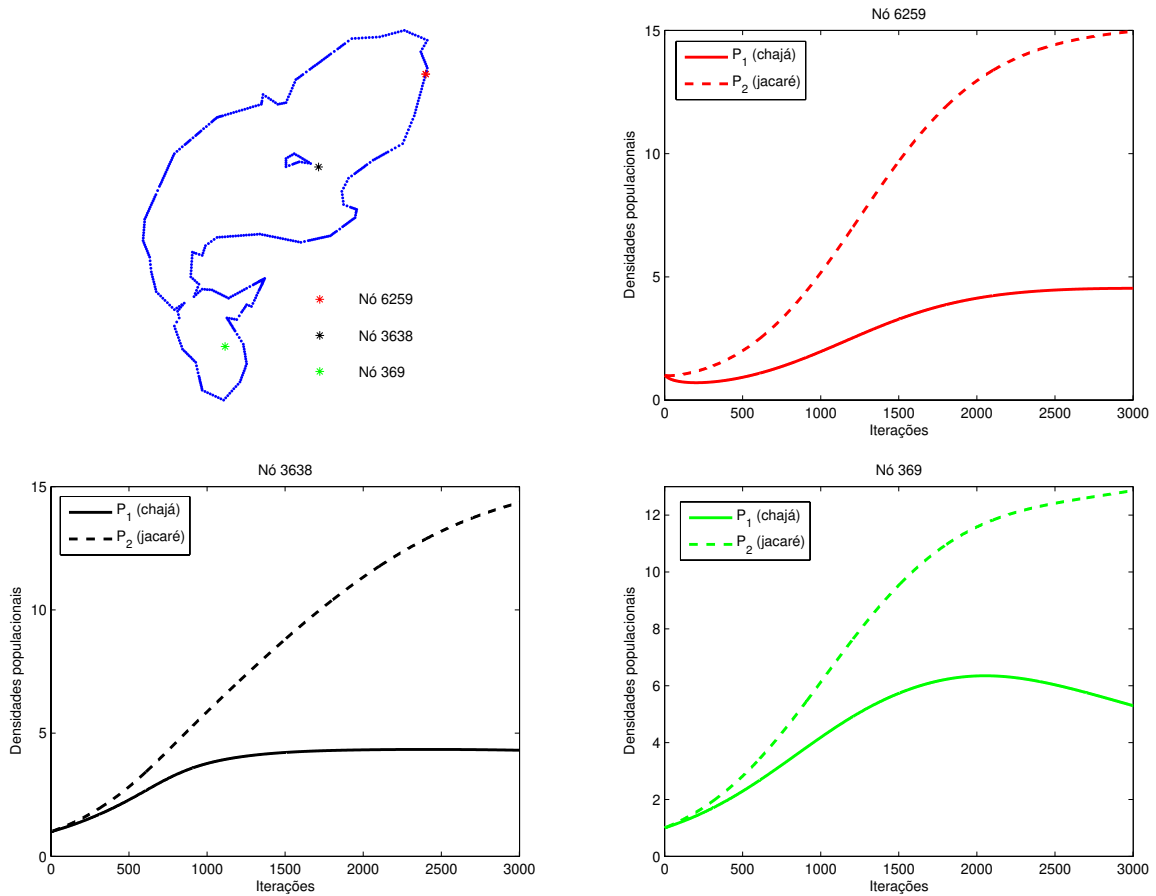 Nó 6259
Nó 3638
Nó 369
Nó 6259
P1 (chajá)
P2 (jacaré)
Densidades populacionais
15
10
5
0
0 500 1000 1500 2000 2500 3000
Iterações
Nó 3638
P1 (chajá)
P2 (jacaré)
Densidades populacionais
15
10
5
0
0 500 1000 1500 2000 2500 3000
Iterações
Nó 369
P1 (chajá)
P2 (jacaré)
Densidades populacionais
12
10
8
6
4
2
0
0 500 1000 1500 2000 2500 3000
Iterações